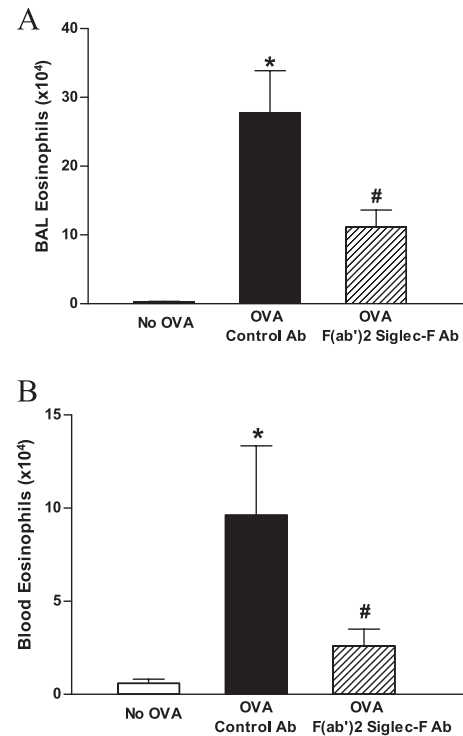 A
BAL Eosinophils (x10⁴)
40
30
20
10
0
*
#
No OVA
OVA
Control Ab
OVA
F(ab')2 Siglec-F Ab
B
Blood Eosinophils (x10⁴)
15
10
5
0
*
#
No OVA
OVA
Control Ab
OVA
F(ab')2 Siglec-F Ab